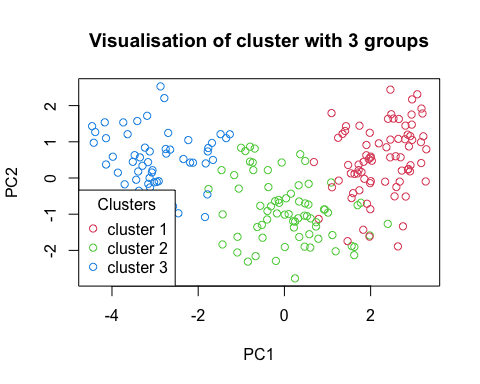 Visualisation of cluster with 3 groups
PC2
2
1
0
-1
-2
Clusters
cluster 1
cluster 2
cluster 3
-4
-2
0
2
PC1